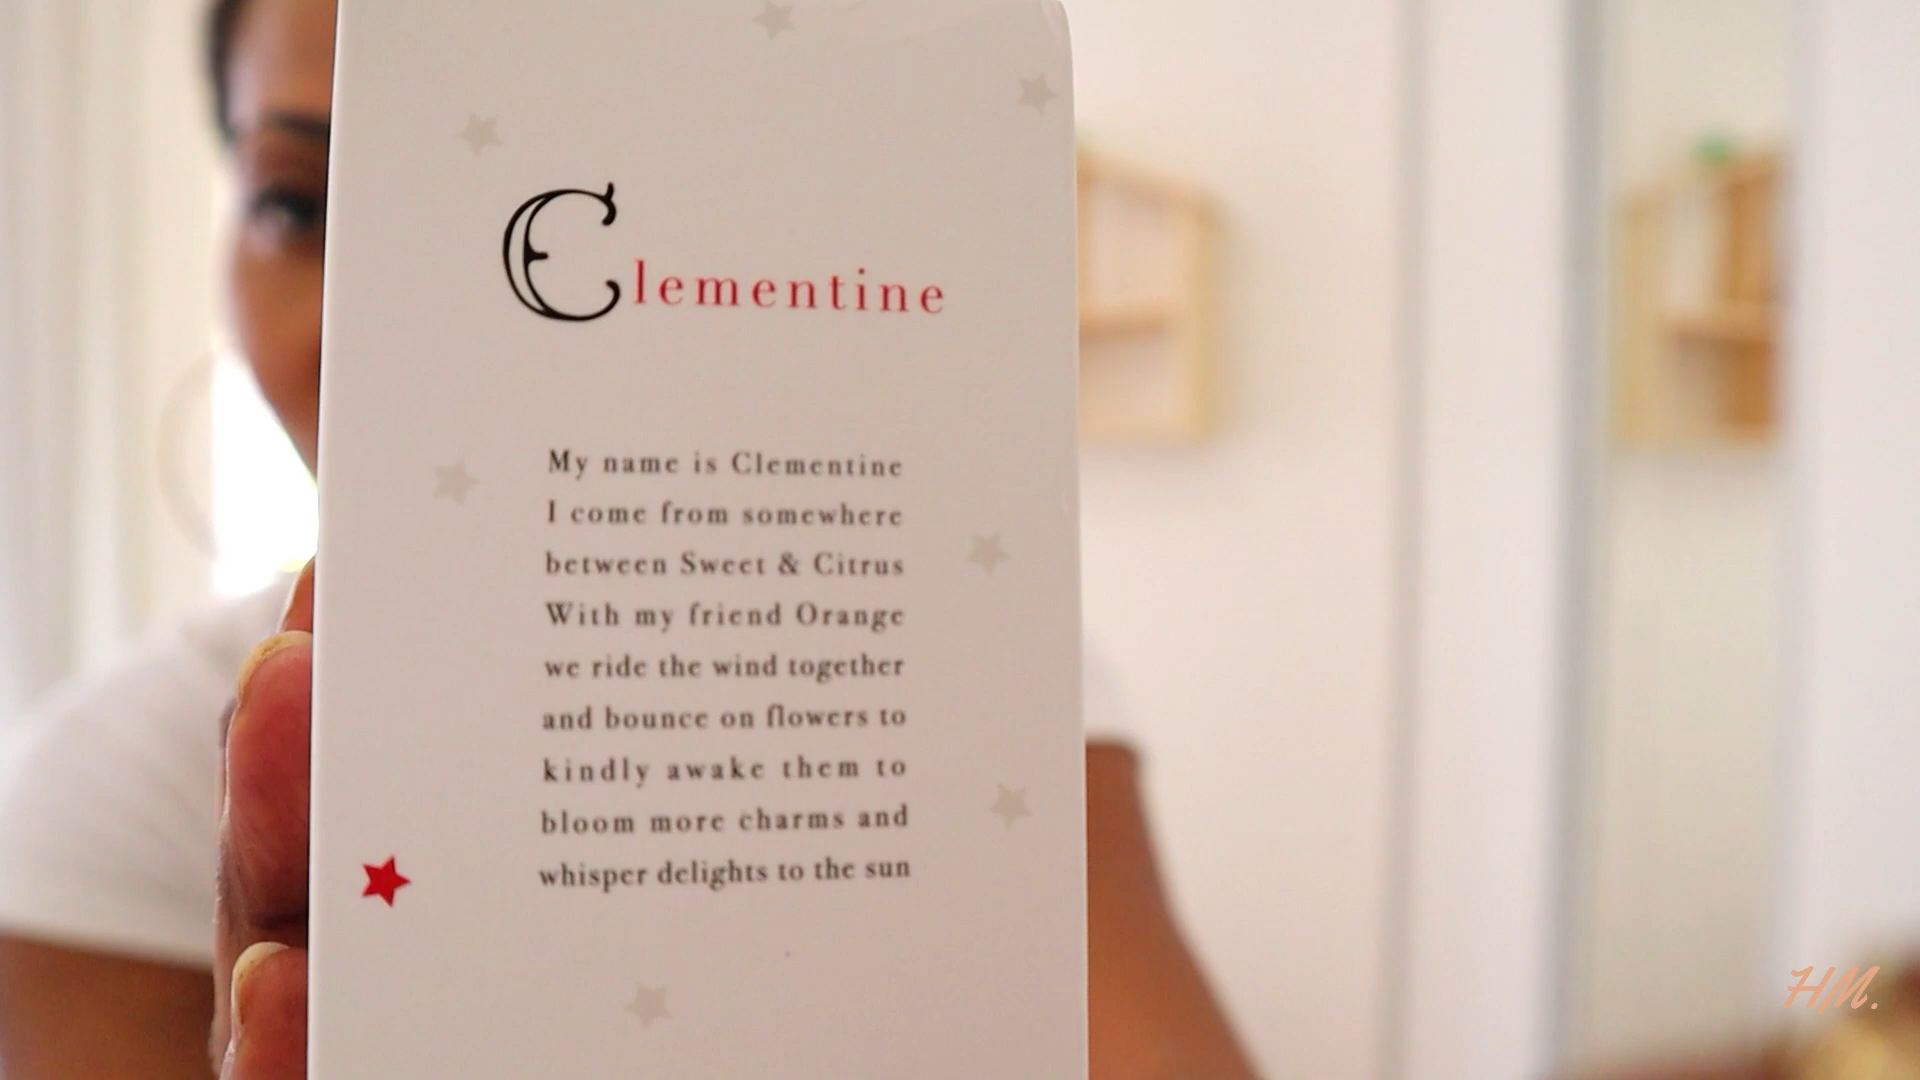 Clementine
My name is Clementine
I come from somewhere
between Sweet & Citrus
With my friend Orange
we ride the wind together
and bounce on flowers to
kindly awake them to
bloom more charms and
whisper delights to the sun
HM.